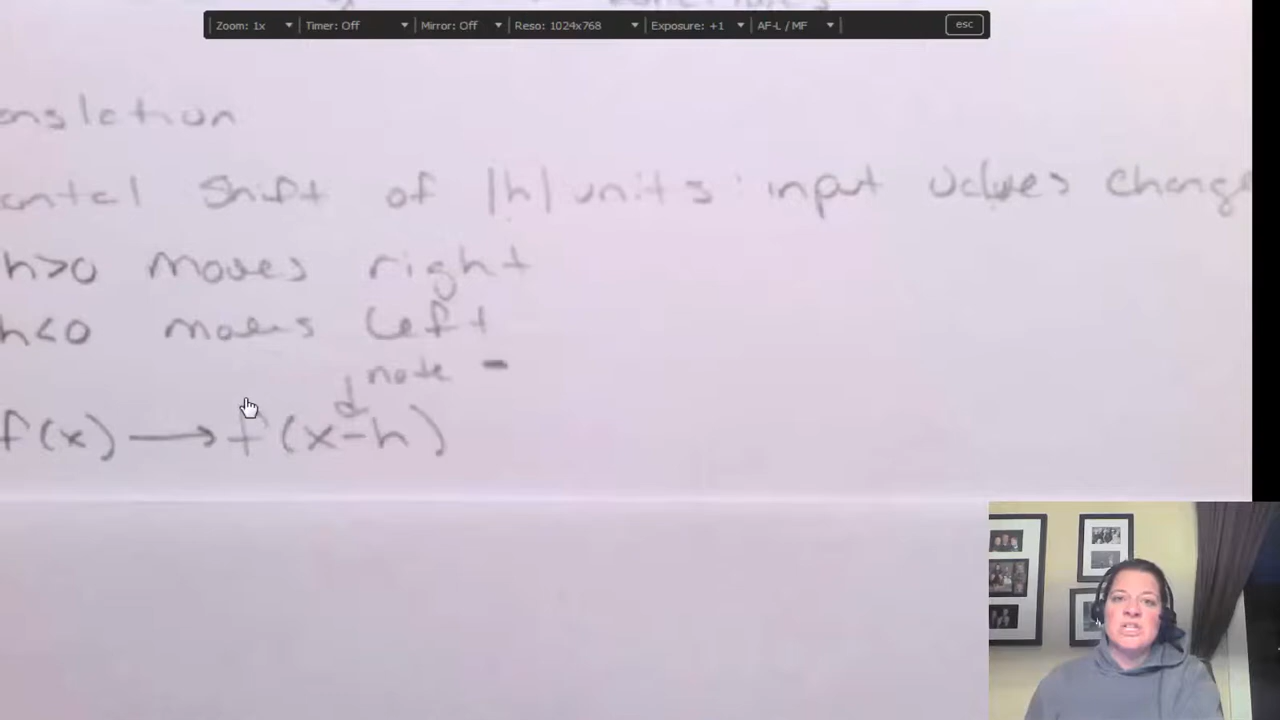 Zoom: 1x Timer: Off Mirror: Off Reso: 1024x768 Exposure: +1 AF-L / MF esc
onslation
ontal Shift of |h| units: input values change
h>0 moves right
h<0 moves left
note -
f(x) → f(x-h)